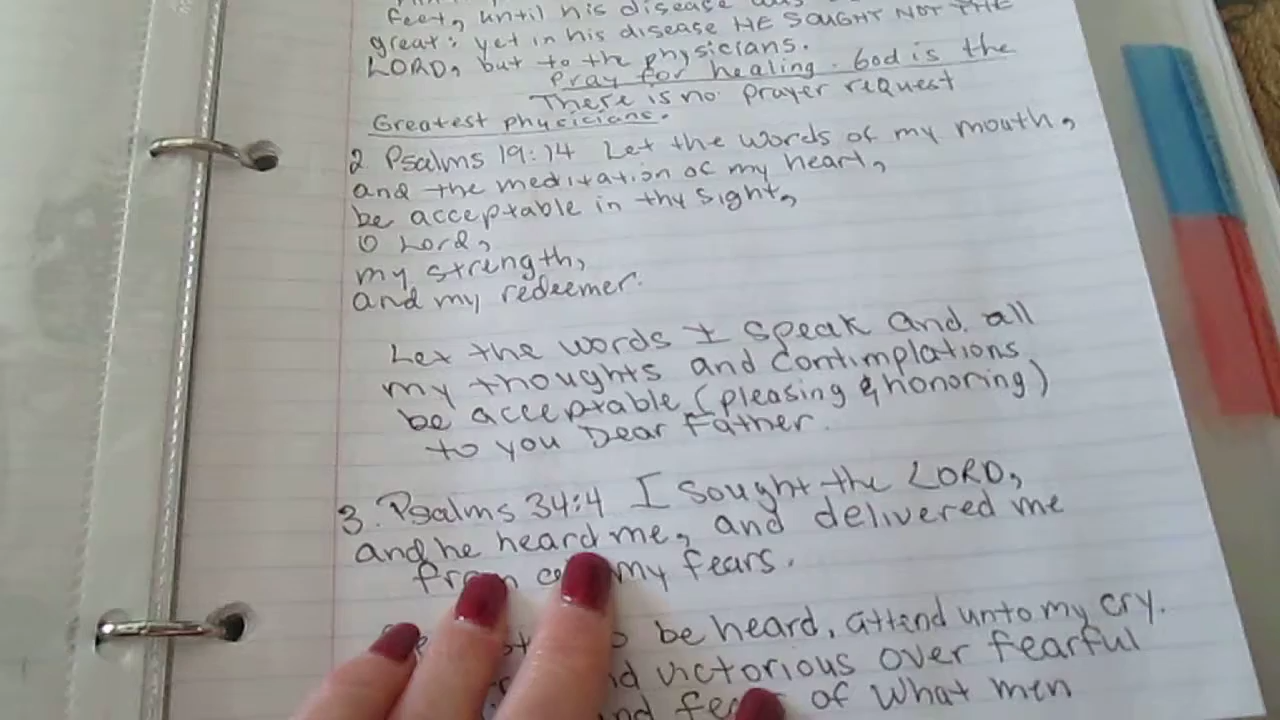 feet, until his disease was
great: yet in his disease HE SOUGHT NOT THE
LORD, but to the physicians.
Pray for healing. God is the
There is no prayer request
Greatest physicians.
2 Psalms 19:14 Let the words of my mouth,
and the meditation of my heart,
be acceptable in thy sight,
O Lord,
my strength,
and my redeemer.
Let the words I speak and all
my thoughts and contimplations
be acceptable (pleasing & honoring)
to you Dear Father.
3. Psalms 34:4 I sought the LORD,
and he heard me, and delivered me
from my fears.
be heard, attend unto my cry.
victorious over fearful
of what men